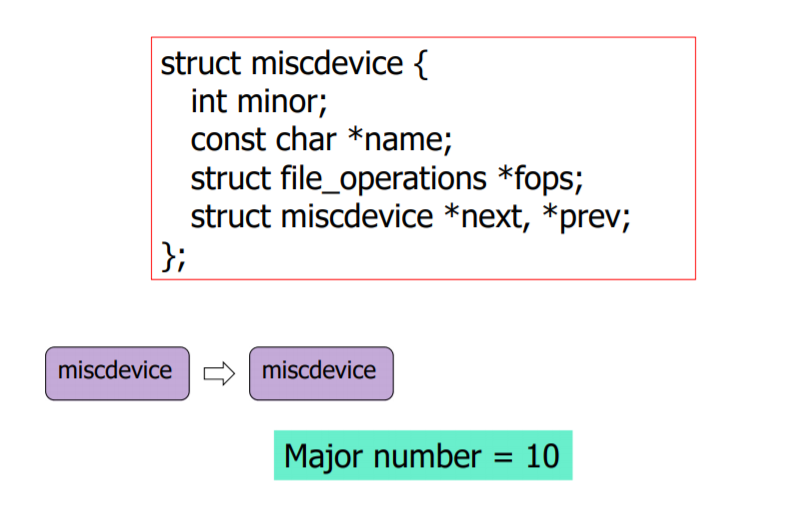 struct miscdevice {
int minor;
const char *name;
struct file_operations *fops;
struct miscdevice *next, *prev;
};
miscdevice
miscdevice
Major number = 10